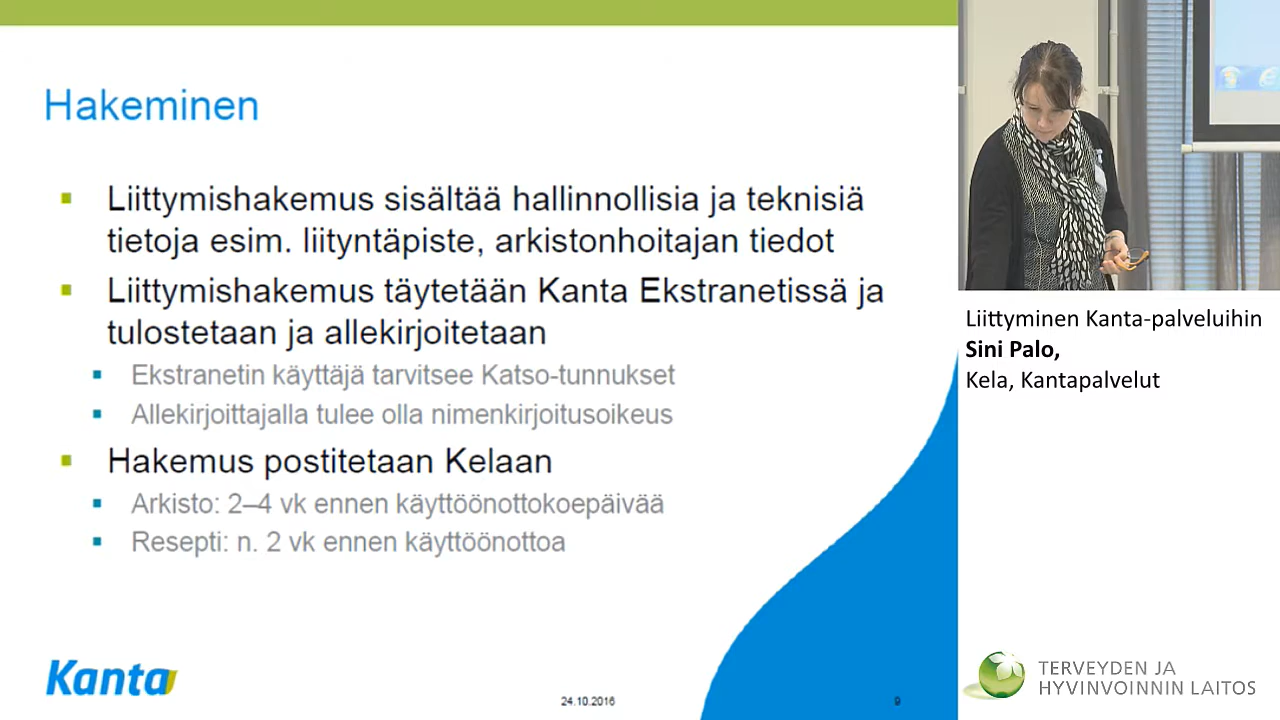 Hakeminen
Liittymishakemus sisältää hallinnollisia ja teknisiä
tietoja esim. liityntäpiste, arkistonhoitajan tiedot
Liittymishakemus täytetään Kanta Ekstranetissä ja
tulostetaan ja allekirjoitetaan
Ekstranetin käyttäjä tarvitsee Katso-tunnukset
Allekirjoittajalla tulee olla nimenkirjoitusoikeus
Hakemus postitetaan Kelaan
Arkisto: 2–4 vk ennen käyttöönottokoepäivää
Resepti: n. 2 vk ennen käyttöönottoa
Kanta
24.10.2016
9
Liittyminen Kanta-palveluihin
Sini Palo,
Kela, Kantapalvelut
TERVEYDEN JA
HYVINVOINNIN LAITOS